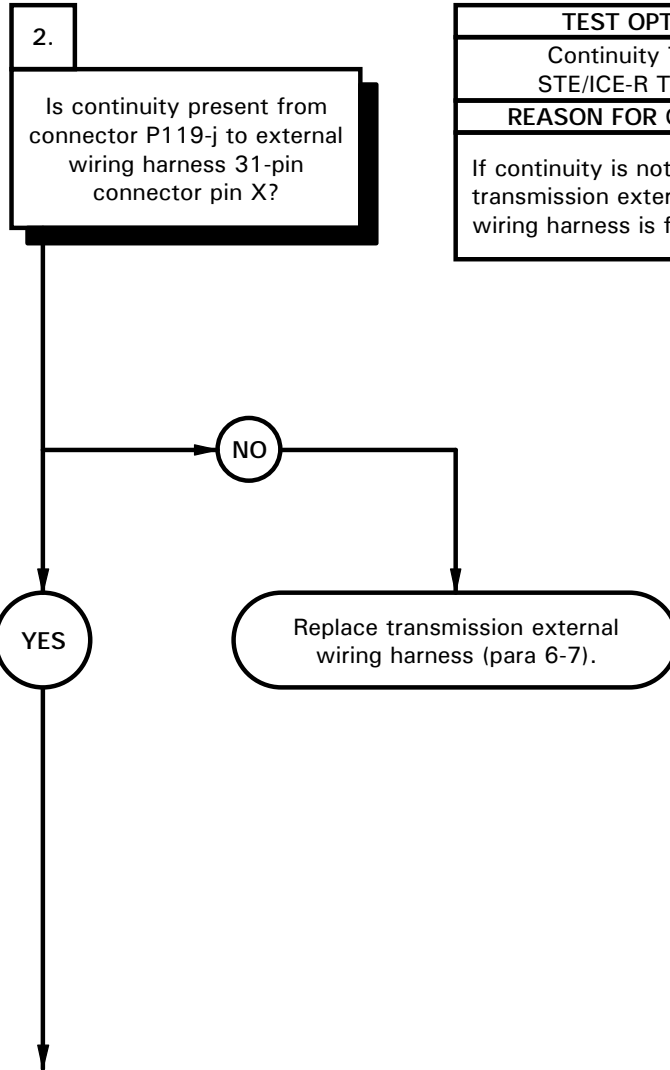 2.
Is continuity present from
connector P119-j to external
wiring harness 31-pin
connector pin X?
TEST OPT
Continuity
STE/ICE-R T
REASON FOR
If continuity is not
transmission exter
wiring harness is f
NO
YES
Replace transmission external
wiring harness (para 6-7).